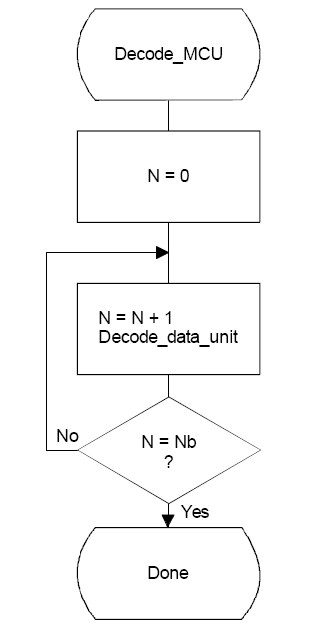 Decode_MCU
N = 0
N = N + 1
Decode_data_unit
No
N = Nb
?
Yes
Done